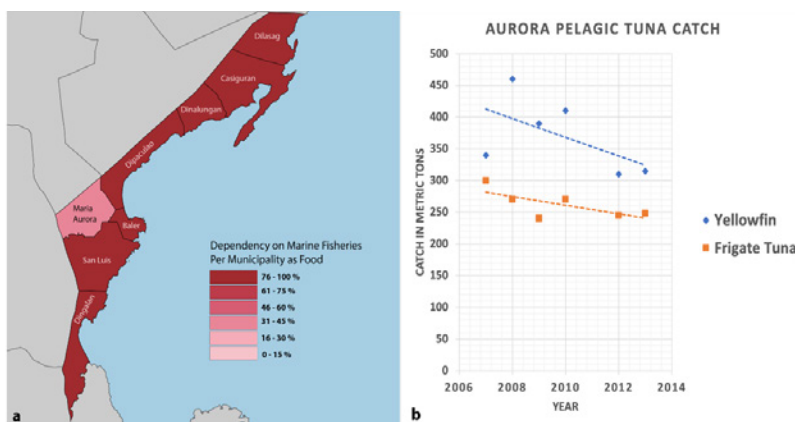 Dilasag
Casiguran
Dinalungan
Dipaculao
Maria
Aurora
Baler
San Luis
Dingalan
Dependency on Marine Fisheries
Per Municipality as Food
76 - 100 %
61 - 75 %
46 - 60 %
31 - 45 %
16 - 30 %
0 - 15 %
a
AURORA PELAGIC TUNA CATCH
CATCH IN METRIC TONS
500
450
400
350
300
250
200
150
100
50
0
2006
2008
2010
2012
2014
YEAR
Yellowfin
Frigate Tuna
b